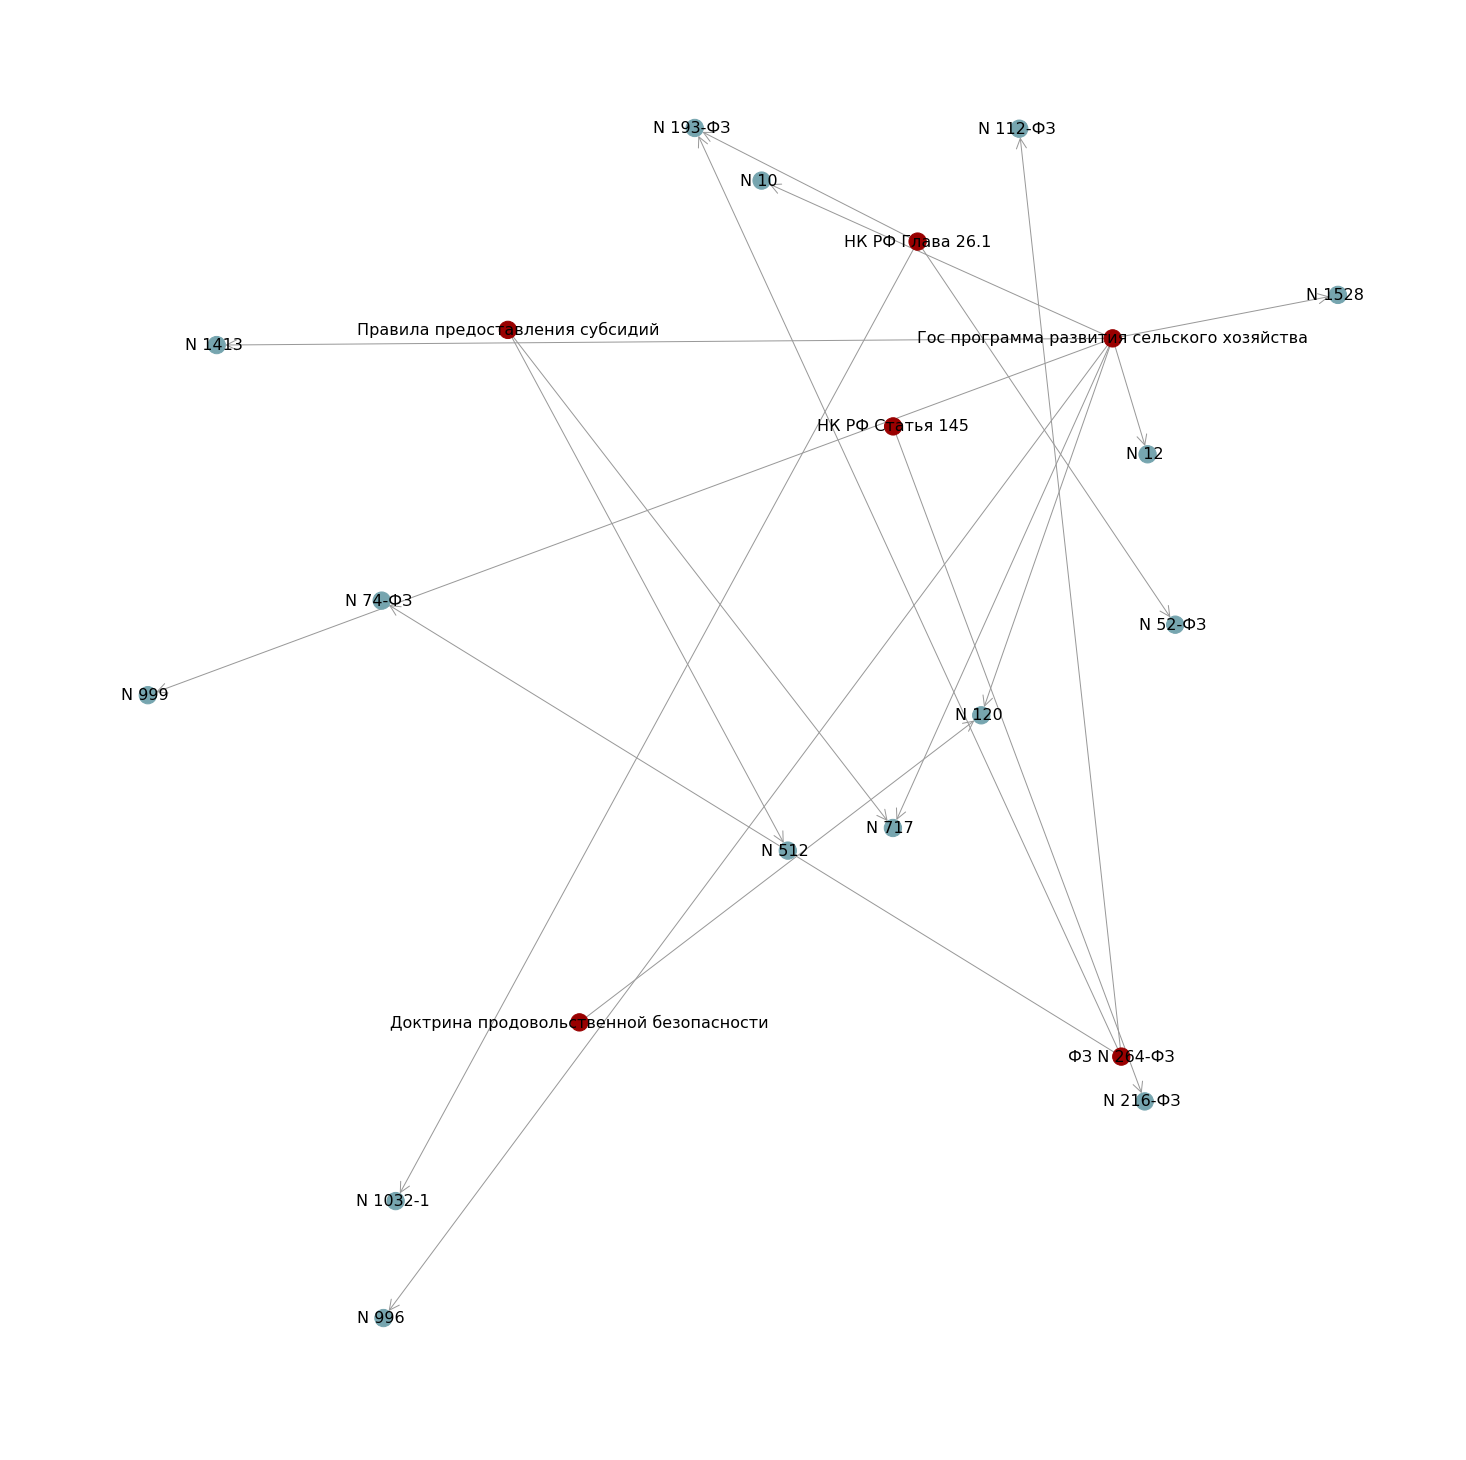 N 193-ФЗ
N 112-ФЗ
N 10
НК РФ Глава 26.1
N 1528
Правила предоставления субсидий
Гос программа развития сельского хозяйства
N 1413
НК РФ Статья 145
N 12
N 74-ФЗ
N 52-ФЗ
N 999
N 120
N 717
N 512
Доктрина продовольственной безопасности
ФЗ N 264-ФЗ
N 216-ФЗ
N 1032-1
N 996